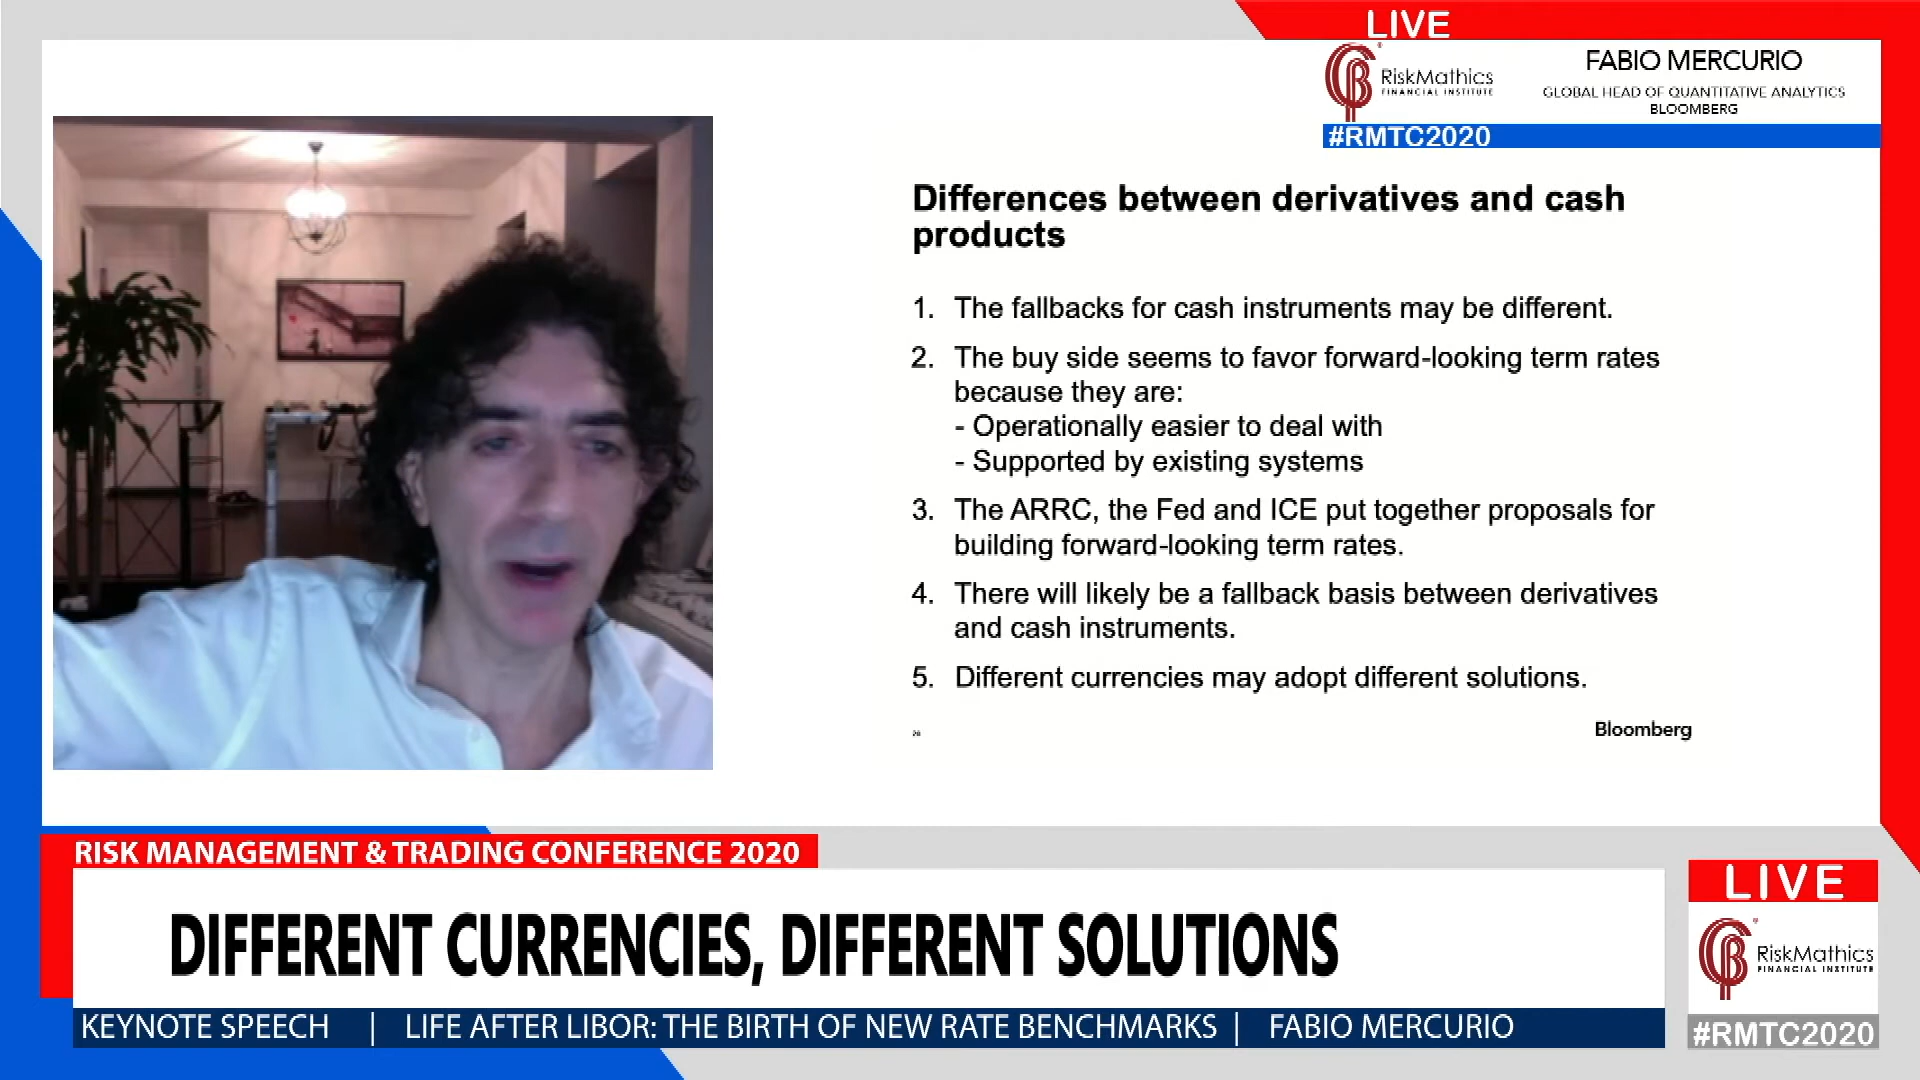 LIVE
RiskMathics
FINANCIAL INSTITUTE
FABIO MERCURIO
GLOBAL HEAD OF QUANTITATIVE ANALYTICS
BLOOMBERG
#RMTC2020
Differences between derivatives and cash
products
1. The fallbacks for cash instruments may be different.
2. The buy side seems to favor forward-looking term rates
because they are:
- Operationally easier to deal with
- Supported by existing systems
3. The ARRC, the Fed and ICE put together proposals for
building forward-looking term rates.
4. There will likely be a fallback basis between derivatives
and cash instruments.
5. Different currencies may adopt different solutions.
Bloomberg
RISK MANAGEMENT & TRADING CONFERENCE 2020
DIFFERENT CURRENCIES, DIFFERENT SOLUTIONS
KEYNOTE SPEECH | LIFE AFTER LIBOR: THE BIRTH OF NEW RATE BENCHMARKS | FABIO MERCURIO
LIVE
RiskMathics
FINANCIAL INSTITUTE
#RMTC2020